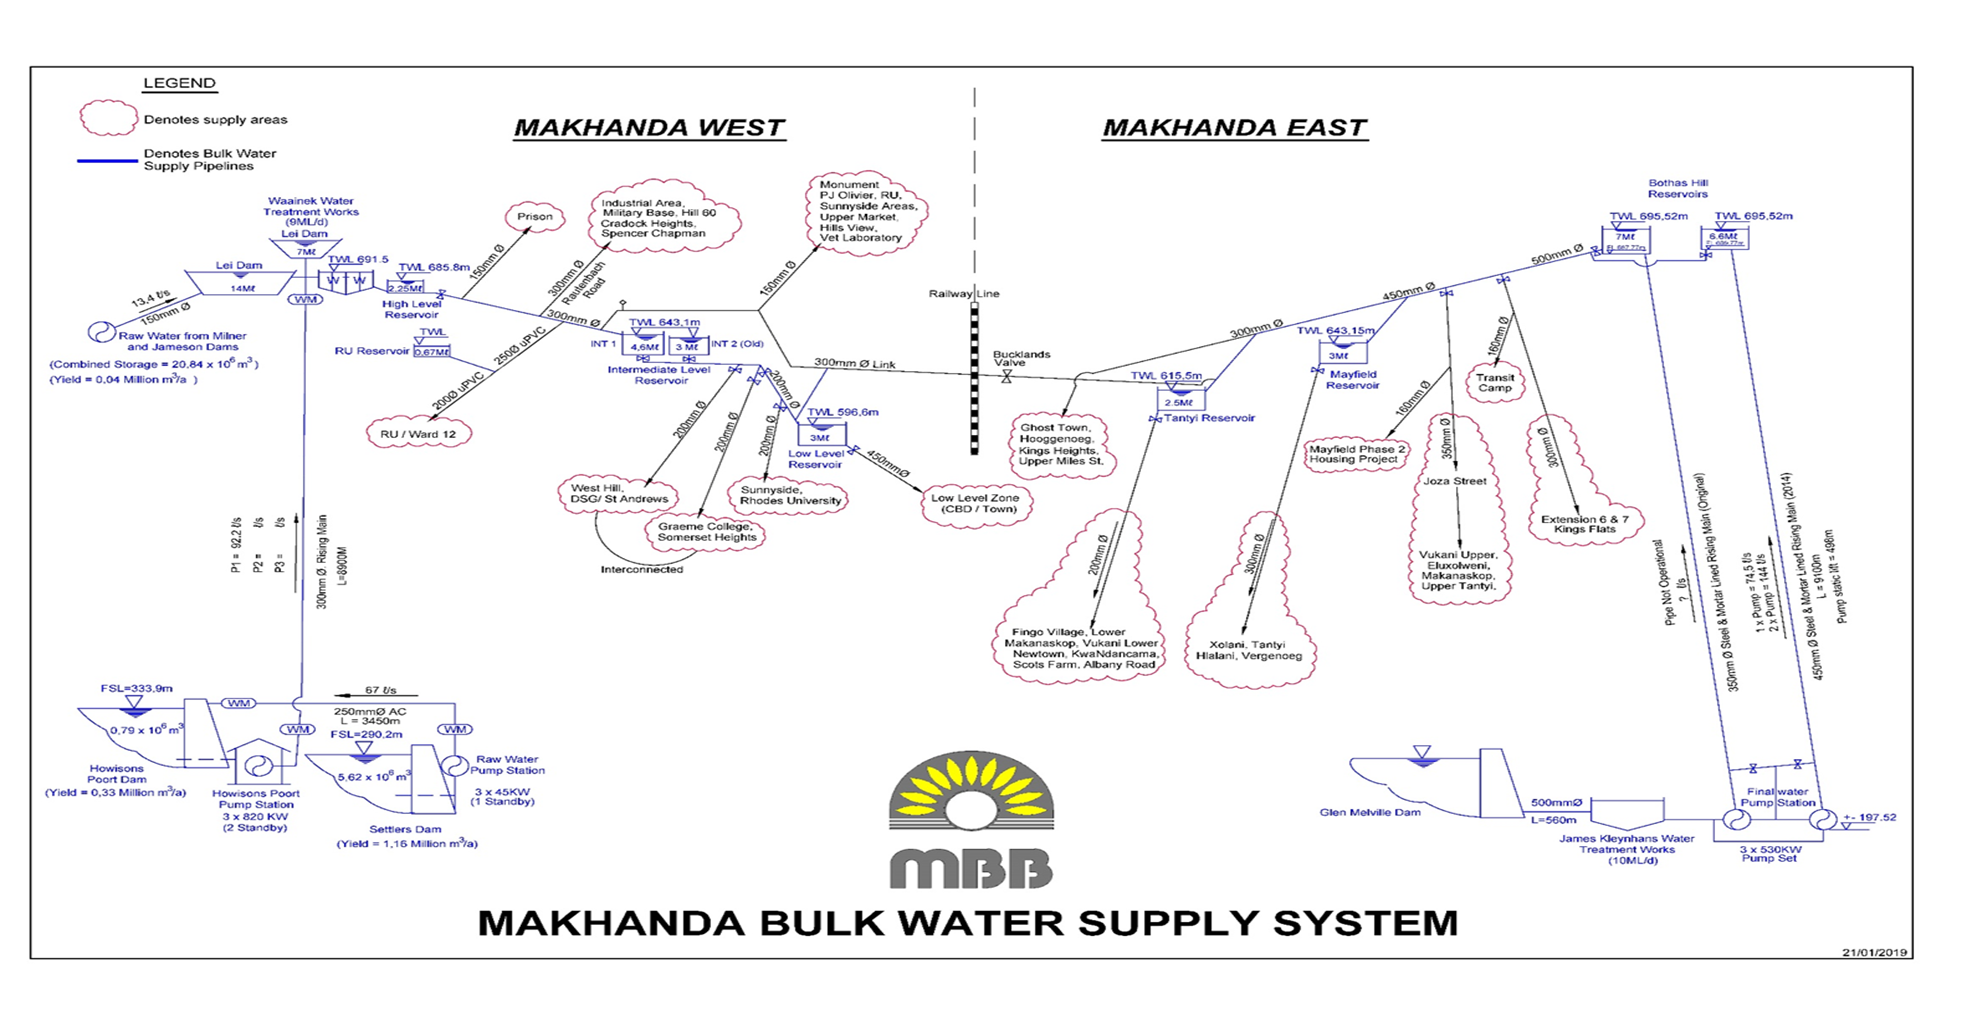 LEGEND
Denotes supply areas
Denotes Bulk Water
Supply Pipelines
MAKHANDA WEST
MAKHANDA EAST
Waainek Water
Treatment Works
(9ML/d)
Lei Dam
7Mℓ
Lei Dam
14Mℓ
WM
13,4 ℓ/s
150mm Ø
Raw Water from Milner
and Jameson Dams
(Combined Storage = 20,84 x 10⁶ m³)
(Yield = 0,04 Million m³/a )
TWL 691.5
W W
TWL 685.8m
2.25Mℓ
High Level
Reservoir
TWL
RU Reservoir
0,67Mℓ
150mm Ø
Prison
Industrial Area,
Military Base, Hill 60
Cradock Heights,
Spencer Chapman
300mm Ø
Rautenbach
Road
300mm Ø
250Ø uPVC
200Ø uPVC
RU / Ward 12
Monument
PJ Olivier, RU,
Sunnyside Areas,
Upper Market,
Hills View,
Vet Laboratory
150mm Ø
TWL 643,1m
INT 1
4,6Mℓ
3 Mℓ
INT 2 (Old)
Intermediate Level
Reservoir
200mm Ø
200mm Ø
200mm Ø
200mm Ø
TWL 596,6m
3Mℓ
Low Level
Reservoir
450mmØ
West Hill,
DSG/ St Andrews
Graeme College,
Somerset Heights
Sunnyside,
Rhodes University
Interconnected
Low Level Zone
(CBD / Town)
300mm Ø Link
Railway Line
Bucklands
Valve
Ghost Town,
Hooggenoeg,
Kings Heights,
Upper Miles St.
TWL 615,5m
2.5Mℓ
Tantyi Reservoir
300mm Ø
TWL 643,15m
3Mℓ
Mayfield
Reservoir
450mm Ø
500mm Ø
Bothas Hill
Reservoirs
TWL 695,52m
7Mℓ
TWL 695,52m
6.6Mℓ
160mm Ø
Transit
Camp
160mm Ø
Mayfield Phase 2
Housing Project
350mm Ø
Joza Street
Vukani Upper,
Eluxolweni,
Makanaskop,
Upper Tantyi,
300mm Ø
Extension 6 & 7
Kings Flats
200mm Ø
Fingo Village, Lower
Makanaskop, Vukani Lower
Newtown, KwaNdancama,
Scots Farm, Albany Road
300mm Ø
Xolani, Tantyi
Hlalani, Vergenoeg
Pipe Not Operational
? ℓ/s
350mm Ø Steel & Mortar Lined Rising Main (Original)
1 x Pump = 74,5 ℓ/s
2 x Pump = 144 ℓ/s
450mm Ø Steel & Mortar Lined Rising Main (2014)
L = 9100m
Pump static lift = 498m
P1 = 92.2 ℓ/s
P2 = ℓ/s
P3 = ℓ/s
300mm Ø. Rising Main
L=8900M
FSL=333,9m
0,79 x 10⁶ m³
Howisons
Poort Dam
(Yield = 0,33 Million m³/a)
WM
WM
67 ℓ/s
250mmØ AC
L = 3450m
FSL=290,2m
WM
5,62 x 10⁶ m³
Howisons Poort
Pump Station
3 x 820 KW
(2 Standby)
Raw Water
Pump Station
3 x 45KW
(1 Standby)
Settlers Dam
(Yield = 1,16 Million m³/a)
Glen Melville Dam
500mmØ
L=560m
James Kleynhans Water
Treatment Works
(10ML/d)
Final water
Pump Station
3 x 530KW
Pump Set
+- 197.52
MBB
MAKHANDA BULK WATER SUPPLY SYSTEM
21/01/2019